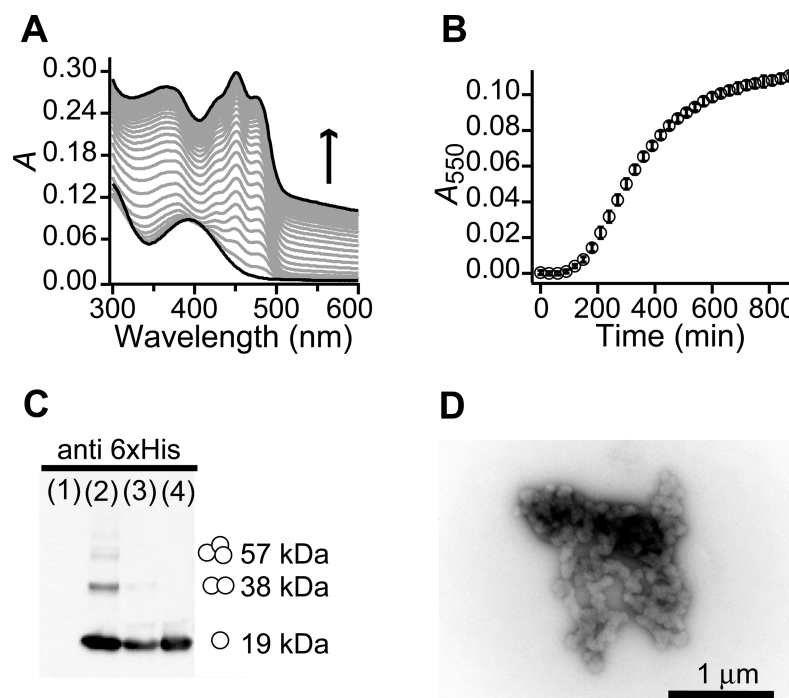 A
B
0.30
0.24
0.18
0.12
0.06
0.00
A
300
400
500
600
Wavelength (nm)
0.10
0.08
0.06
0.04
0.02
0.00
A550
0
200
400
600
800
Time (min)
C
D
anti 6xHis
(1) (2) (3) (4)
57 kDa
38 kDa
19 kDa
1 μm